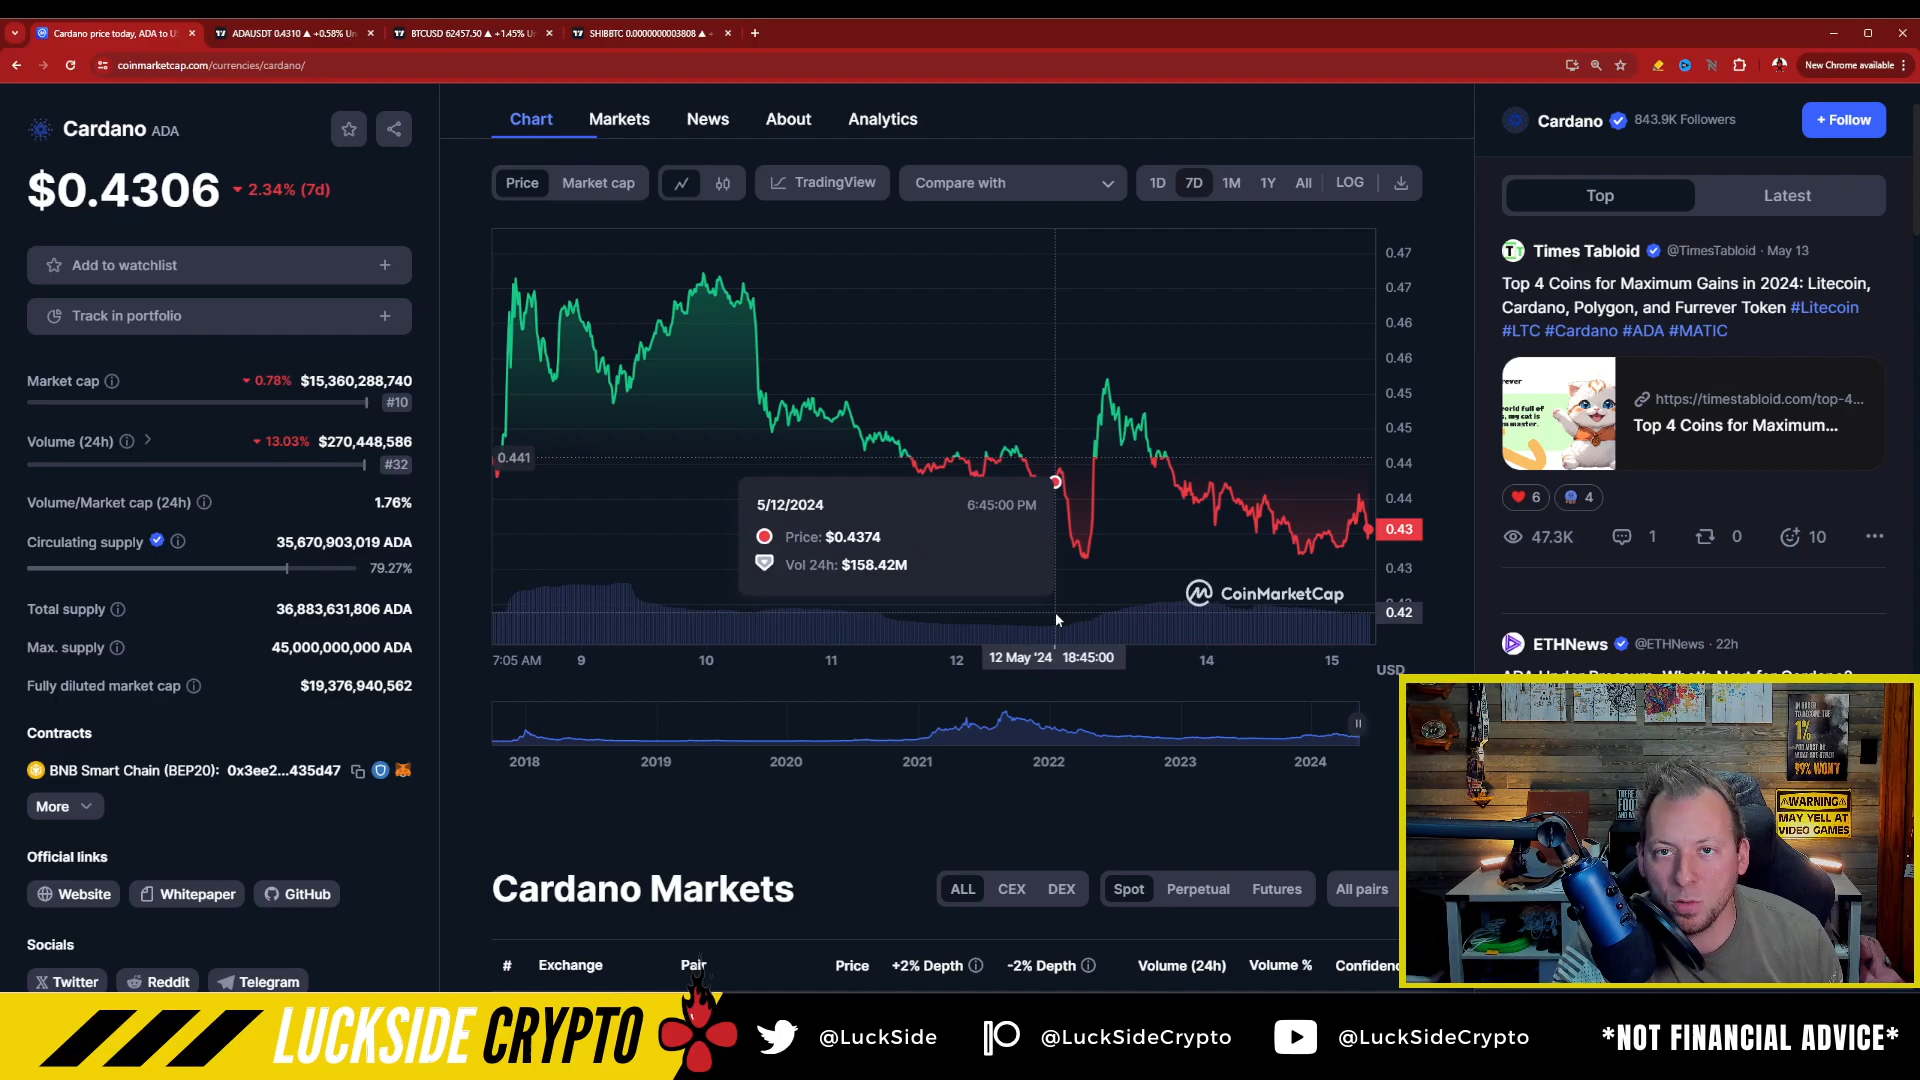 Cardano price today, ADA to U
ADAUSDT 0.4310 ▲ +0.58% Un
BTCUSD 62457.50 ▲ +1.45% U
SHIBBTC 0.0000000003808 ▲
coinmarketcap.com/currencies/cardano/
New Chrome available
Cardano ADA
$0.4306 2.34% (7d)
Add to watchlist
Track in portfolio
Market cap 0.78% $15,360,288,740
#10
Volume (24h) 13.03% $270,448,586
#32
Volume/Market cap (24h) 1.76%
Circulating supply 35,670,903,019 ADA
79.27%
Total supply 36,883,631,806 ADA
Max. supply 45,000,000,000 ADA
Fully diluted market cap $19,376,940,562
Contracts
BNB Smart Chain (BEP20): 0x3ee2...435d47
More
Official links
Website Whitepaper GitHub
Socials
Twitter Reddit Telegram
Chart Markets News About Analytics
Price Market cap TradingView Compare with 1D 7D 1M 1Y All LOG
0.47
0.47
0.46
0.46
0.45
0.45
0.44
0.44
0.43
0.43
0.42
0.441
5/12/2024 6:45:00 PM
Price: $0.4374
Vol 24h: $158.42M
CoinMarketCap
7:05 AM 9 10 11 12 12 May '24 18:45:00 14 15 USD
2018 2019 2020 2021 2022 2023 2024
Cardano Markets
ALL CEX DEX Spot Perpetual Futures All pairs
# Exchange Pair Price +2% Depth -2% Depth Volume (24h) Volume % Confidenc
Cardano 843.9K Followers + Follow
Top Latest
Times Tabloid @TimesTabloid · May 13
Top 4 Coins for Maximum Gains in 2024: Litecoin,
Cardano, Polygon, and Furrever Token #Litecoin
#LTC #Cardano #ADA #MATIC
https://timestabloid.com/top-4...
Top 4 Coins for Maximum...
6 4
47.3K 1 0 10
ETHNews @ETHNews · 22h
ADA Under Pressure: What's Next for Cardano?
1%
99% WON'T
WARNING
MAY YELL AT
VIDEO GAMES
LUCKSIDE CRYPTO
@LuckSide
@LuckSideCrypto
@LuckSideCrypto
*NOT FINANCIAL ADVICE*